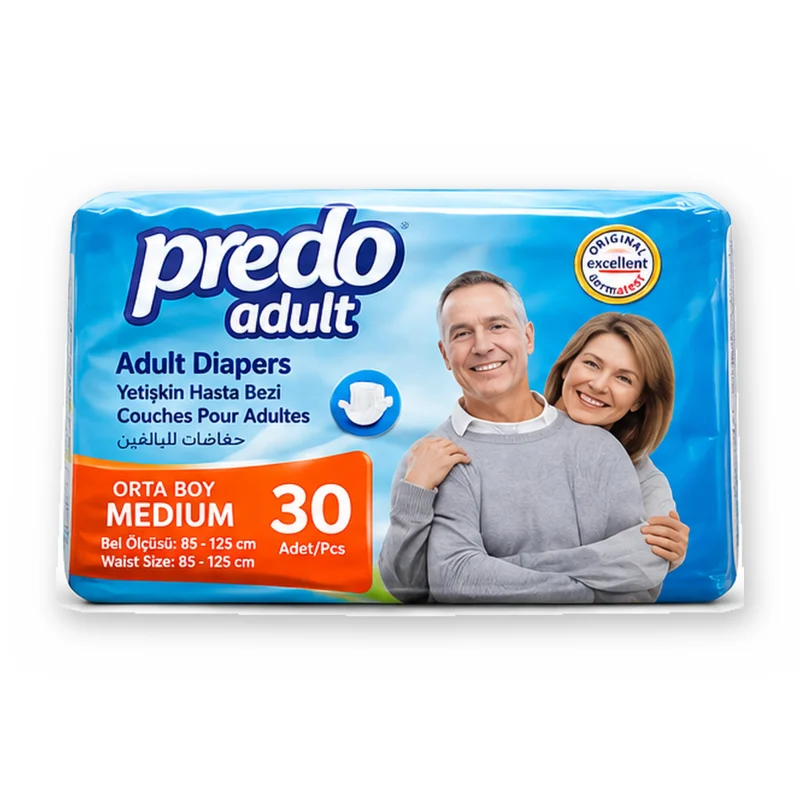 predo
adult
®
Adult Diapers
Yetişkin Hasta Bezi
Couches Pour Adultes
حفاضات لليالفين
ORTA BOY
MEDIUM
Bel Ölçüsü: 85 - 125 cm
Waist Size: 85 - 125 cm
30
Adet/Pcs
ORIGINAL
excellent
dermatest